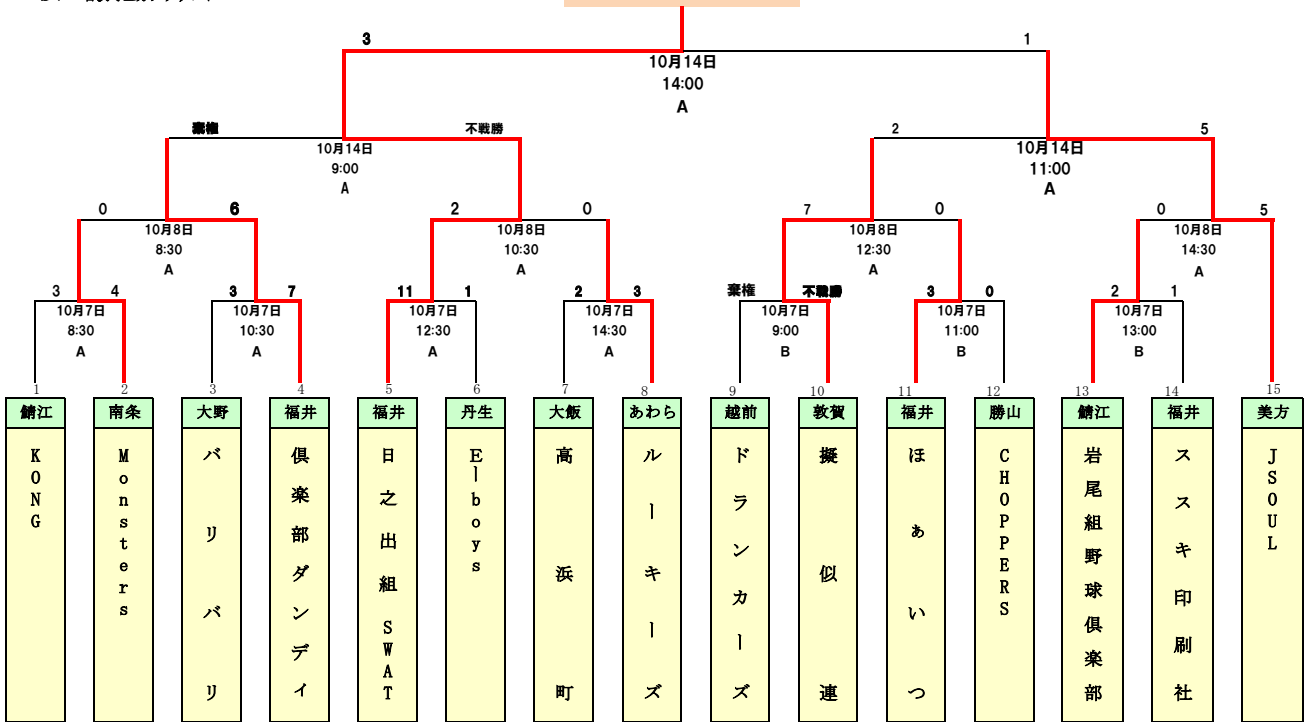 3 1
10月14日
14:00
A
棄権 不戦勝 2 5
10月14日 10月14日
9:00 11:00
A A
0 6 2 0 7 0 0 5
10月8日 10月8日 10月8日 10月8日
8:30 10:30 12:30 14:30
A A A A
3 4 3 7 11 1 2 3 棄権 不戦勝 3 0 2 1
10月7日 10月7日 10月7日 10月7日 10月7日 10月7日 10月7日
8:30 10:30 12:30 14:30 9:00 11:00 13:00
A A A A B B B
1 2 3 4 5 6 7 8 9 10 11 12 13 14 15
鯖江 南条 大野 福井 福井 丹生 大飯 あわら 越前 敦賀 福井 勝山 鯖江 福井 美方
KONG
Monsters
バリバリ
倶楽部ダンディ
日之出組SWAT
E|boys
高浜町
ルーキーズ
ドランカーズ
擬似連
ほぁいつ
CHOPPERS
岩尾組野球倶楽部
ススキ印刷社
JSOUL